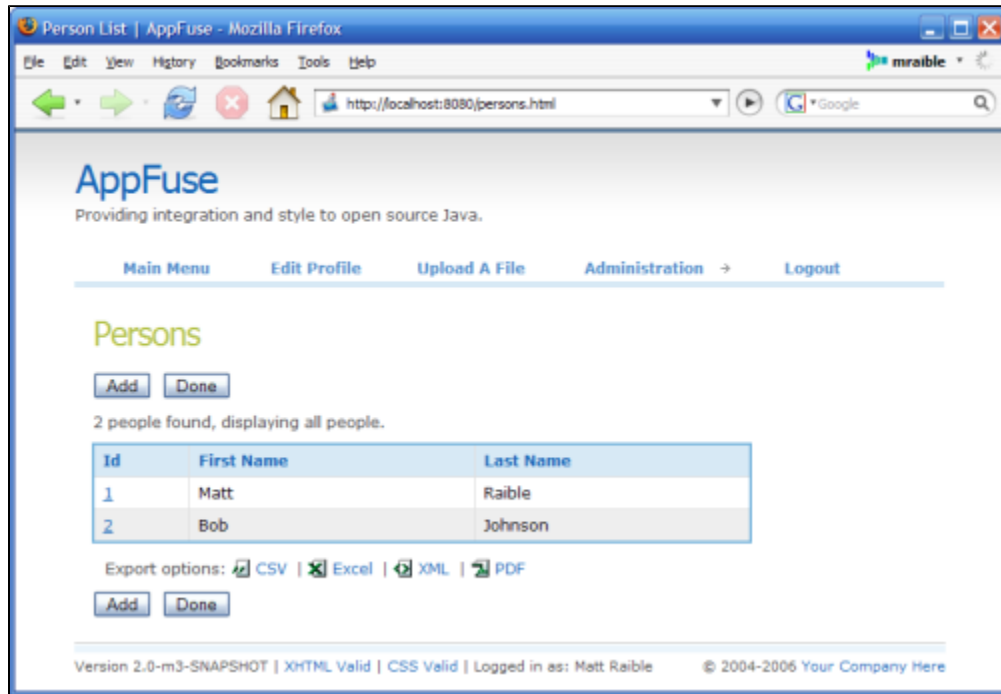 Person List | AppFuse - Mozilla Firefox
File Edit View History Bookmarks Tools Help mraible
http://localhost:8080/persons.html Google
AppFuse
Providing integration and style to open source Java.
Main Menu Edit Profile Upload A File Administration → Logout
Persons
Add Done
2 people found, displaying all people.
Id First Name Last Name
1 Matt Raible
2 Bob Johnson
Export options: CSV | Excel | XML | PDF
Add Done
Version 2.0-m3-SNAPSHOT | XHTML Valid | CSS Valid | Logged in as: Matt Raible © 2004-2006 Your Company Here